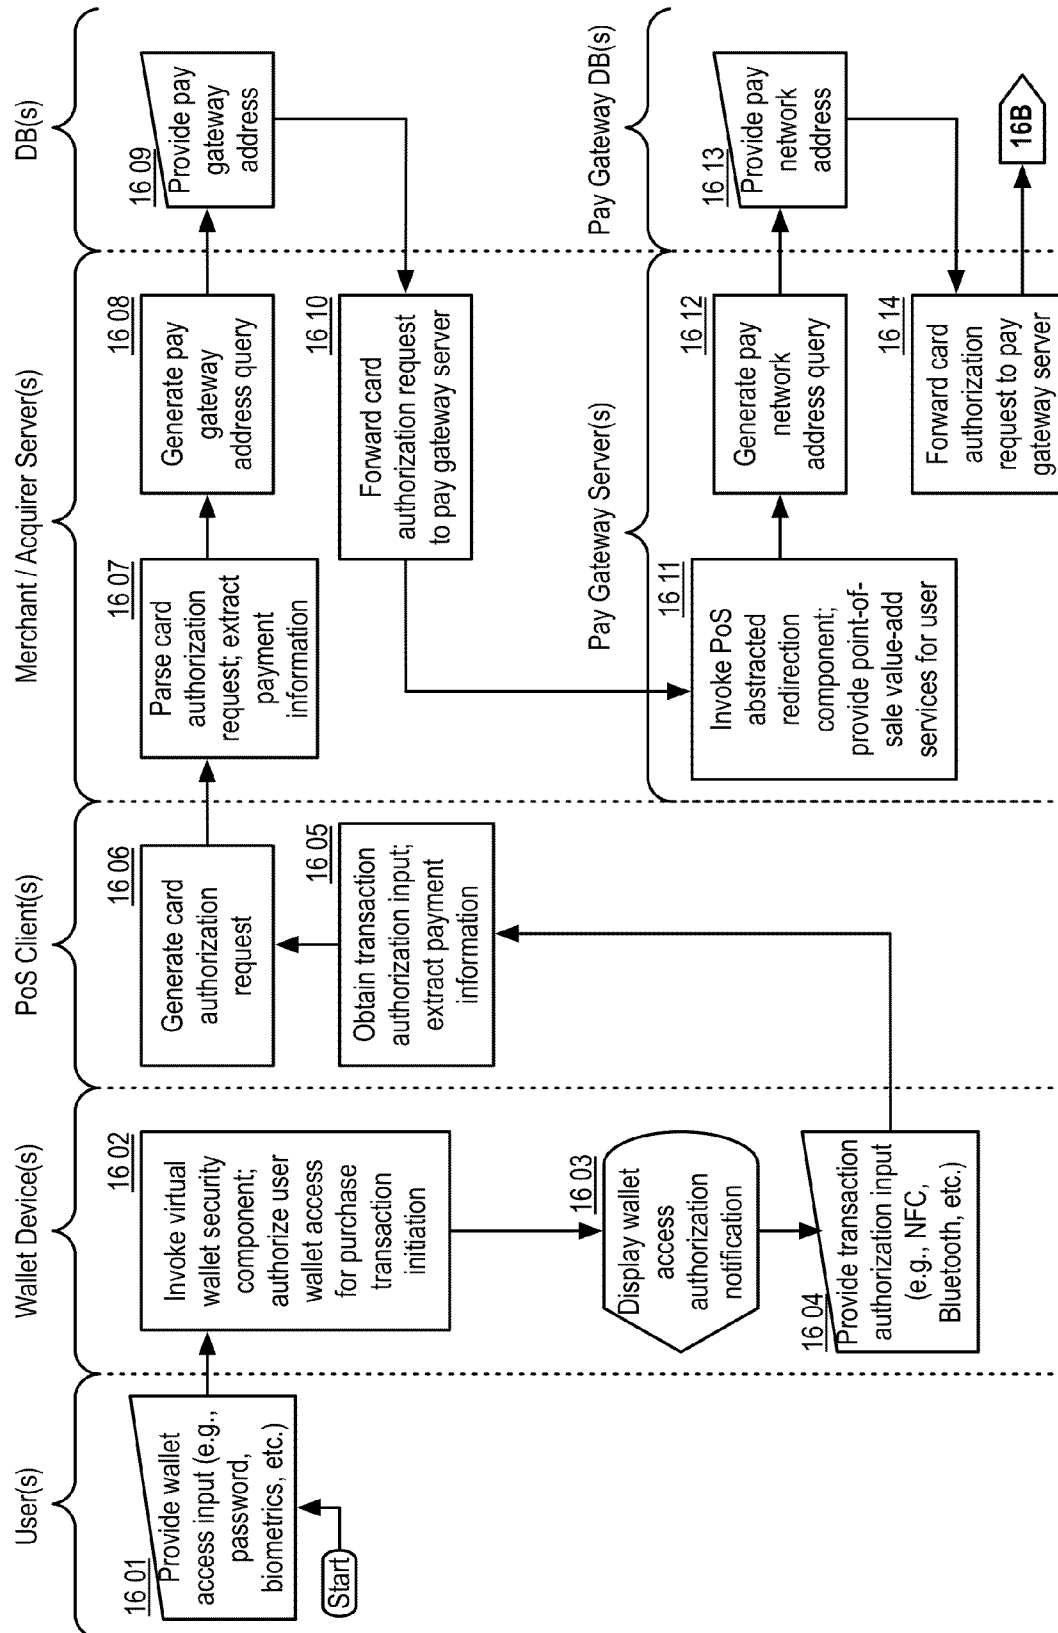 User(s)
Wallet Device(s)
PoS Client(s)
Merchant / Acquirer Server(s)
DB(s)
Start
16 01
Provide wallet
access input (e.g.,
password,
biometrics, etc.)
16 02
Invoke virtual
wallet security
component;
authorize user
wallet access
for purchase
transaction
initiation
16 03
Display wallet
access
authorization
notification
16 04
Provide transaction
authorization input
(e.g., NFC,
Bluetooth, etc.)
16 05
Obtain transaction
authorization input;
extract payment
information
16 06
Generate card
authorization
request
16 07
Parse card
authorization
request; extract
payment
information
16 08
Generate pay
gateway
address query
16 09
Provide pay
gateway
address
16 10
Forward card
authorization request
to pay gateway server
Pay Gateway Server(s)
Pay Gateway DB(s)
16 11
Invoke PoS
abstracted
redirection
component;
provide point-of-
sale value-add
services for user
16 12
Generate pay
network
address query
16 13
Provide pay
network
address
16 14
Forward card
authorization
request to pay
gateway server
16B